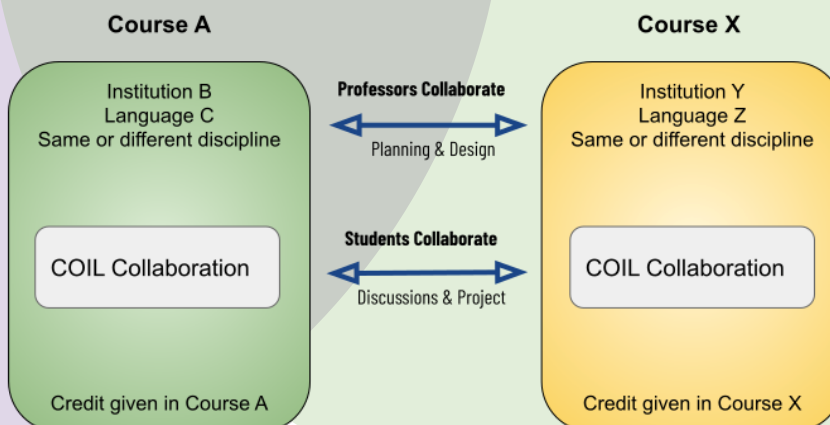 Course A
Institution B
Language C
Same or different discipline
COIL Collaboration
Credit given in Course A
Professors Collaborate
Planning & Design
Students Collaborate
Discussions & Project
Course X
Institution Y
Language Z
Same or different discipline
COIL Collaboration
Credit given in Course X